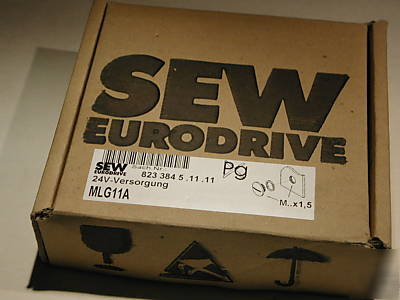 SEW
EURODRIVE
SEW
EURODRIVE
823 384 5 .11 .11
24V-Versorgung
MLG11A
Pg
M..x1,5